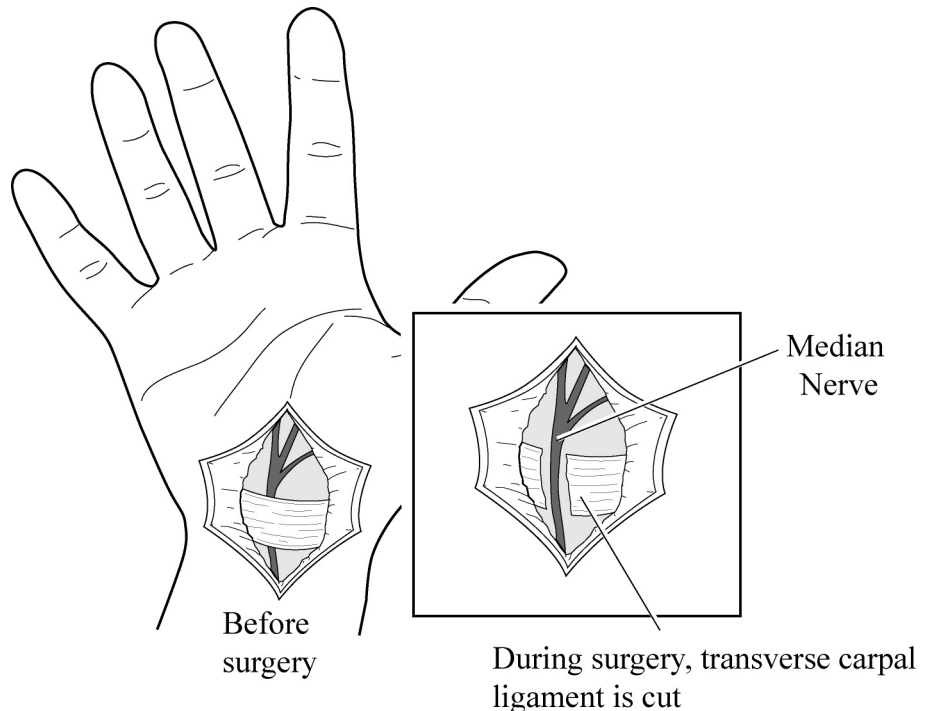 Median
Nerve
Before
surgery
During surgery, transverse carpal
ligament is cut